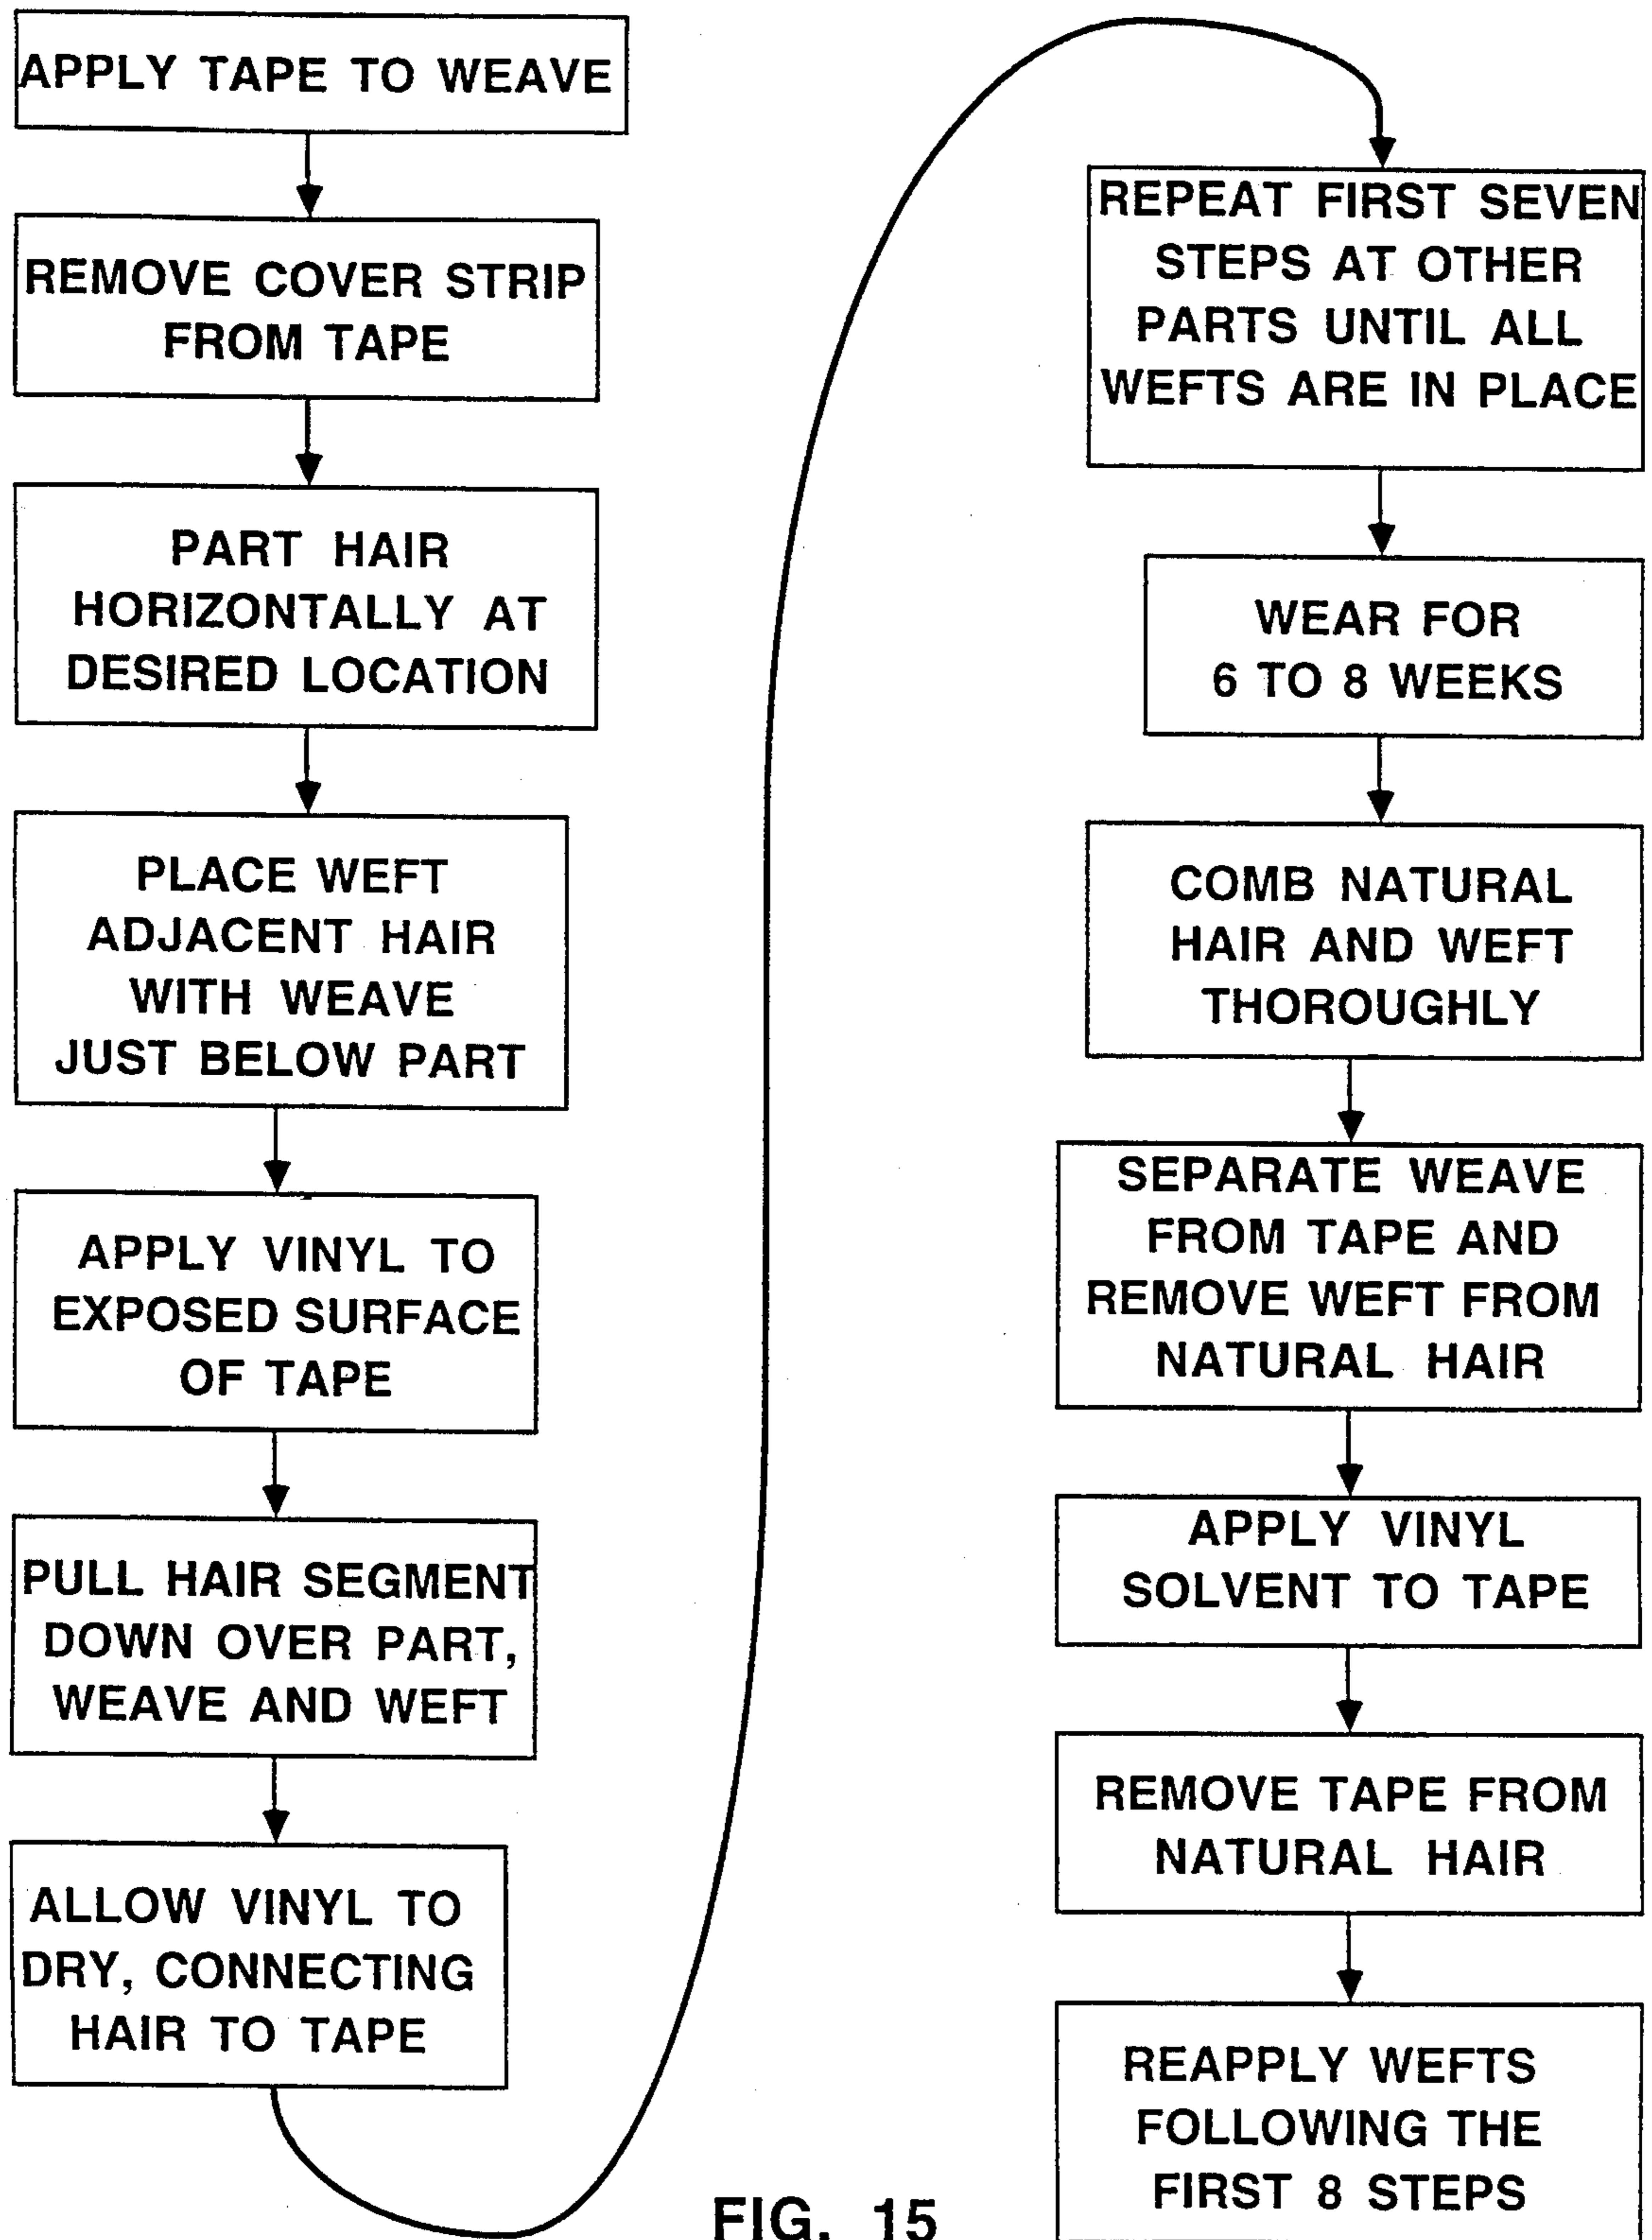 APPLY TAPE TO WEAVE
REMOVE COVER STRIP
FROM TAPE
PART HAIR
HORIZONTALLY AT
DESIRED LOCATION
PLACE WEFT
ADJACENT HAIR
WITH WEAVE
JUST BELOW PART
APPLY VINYL TO
EXPOSED SURFACE
OF TAPE
PULL HAIR SEGMENT
DOWN OVER PART,
WEAVE AND WEFT
ALLOW VINYL TO
DRY, CONNECTING
HAIR TO TAPE
REPEAT FIRST SEVEN
STEPS AT OTHER
PARTS UNTIL ALL
WEFTS ARE IN PLACE
WEAR FOR
6 TO 8 WEEKS
COMB NATURAL
HAIR AND WEFT
THOROUGHLY
SEPARATE WEAVE
FROM TAPE AND
REMOVE WEFT FROM
NATURAL HAIR
APPLY VINYL
SOLVENT TO TAPE
REMOVE TAPE FROM
NATURAL HAIR
REAPPLY WEFTS
FOLLOWING THE
FIRST 8 STEPS
FIG. 15